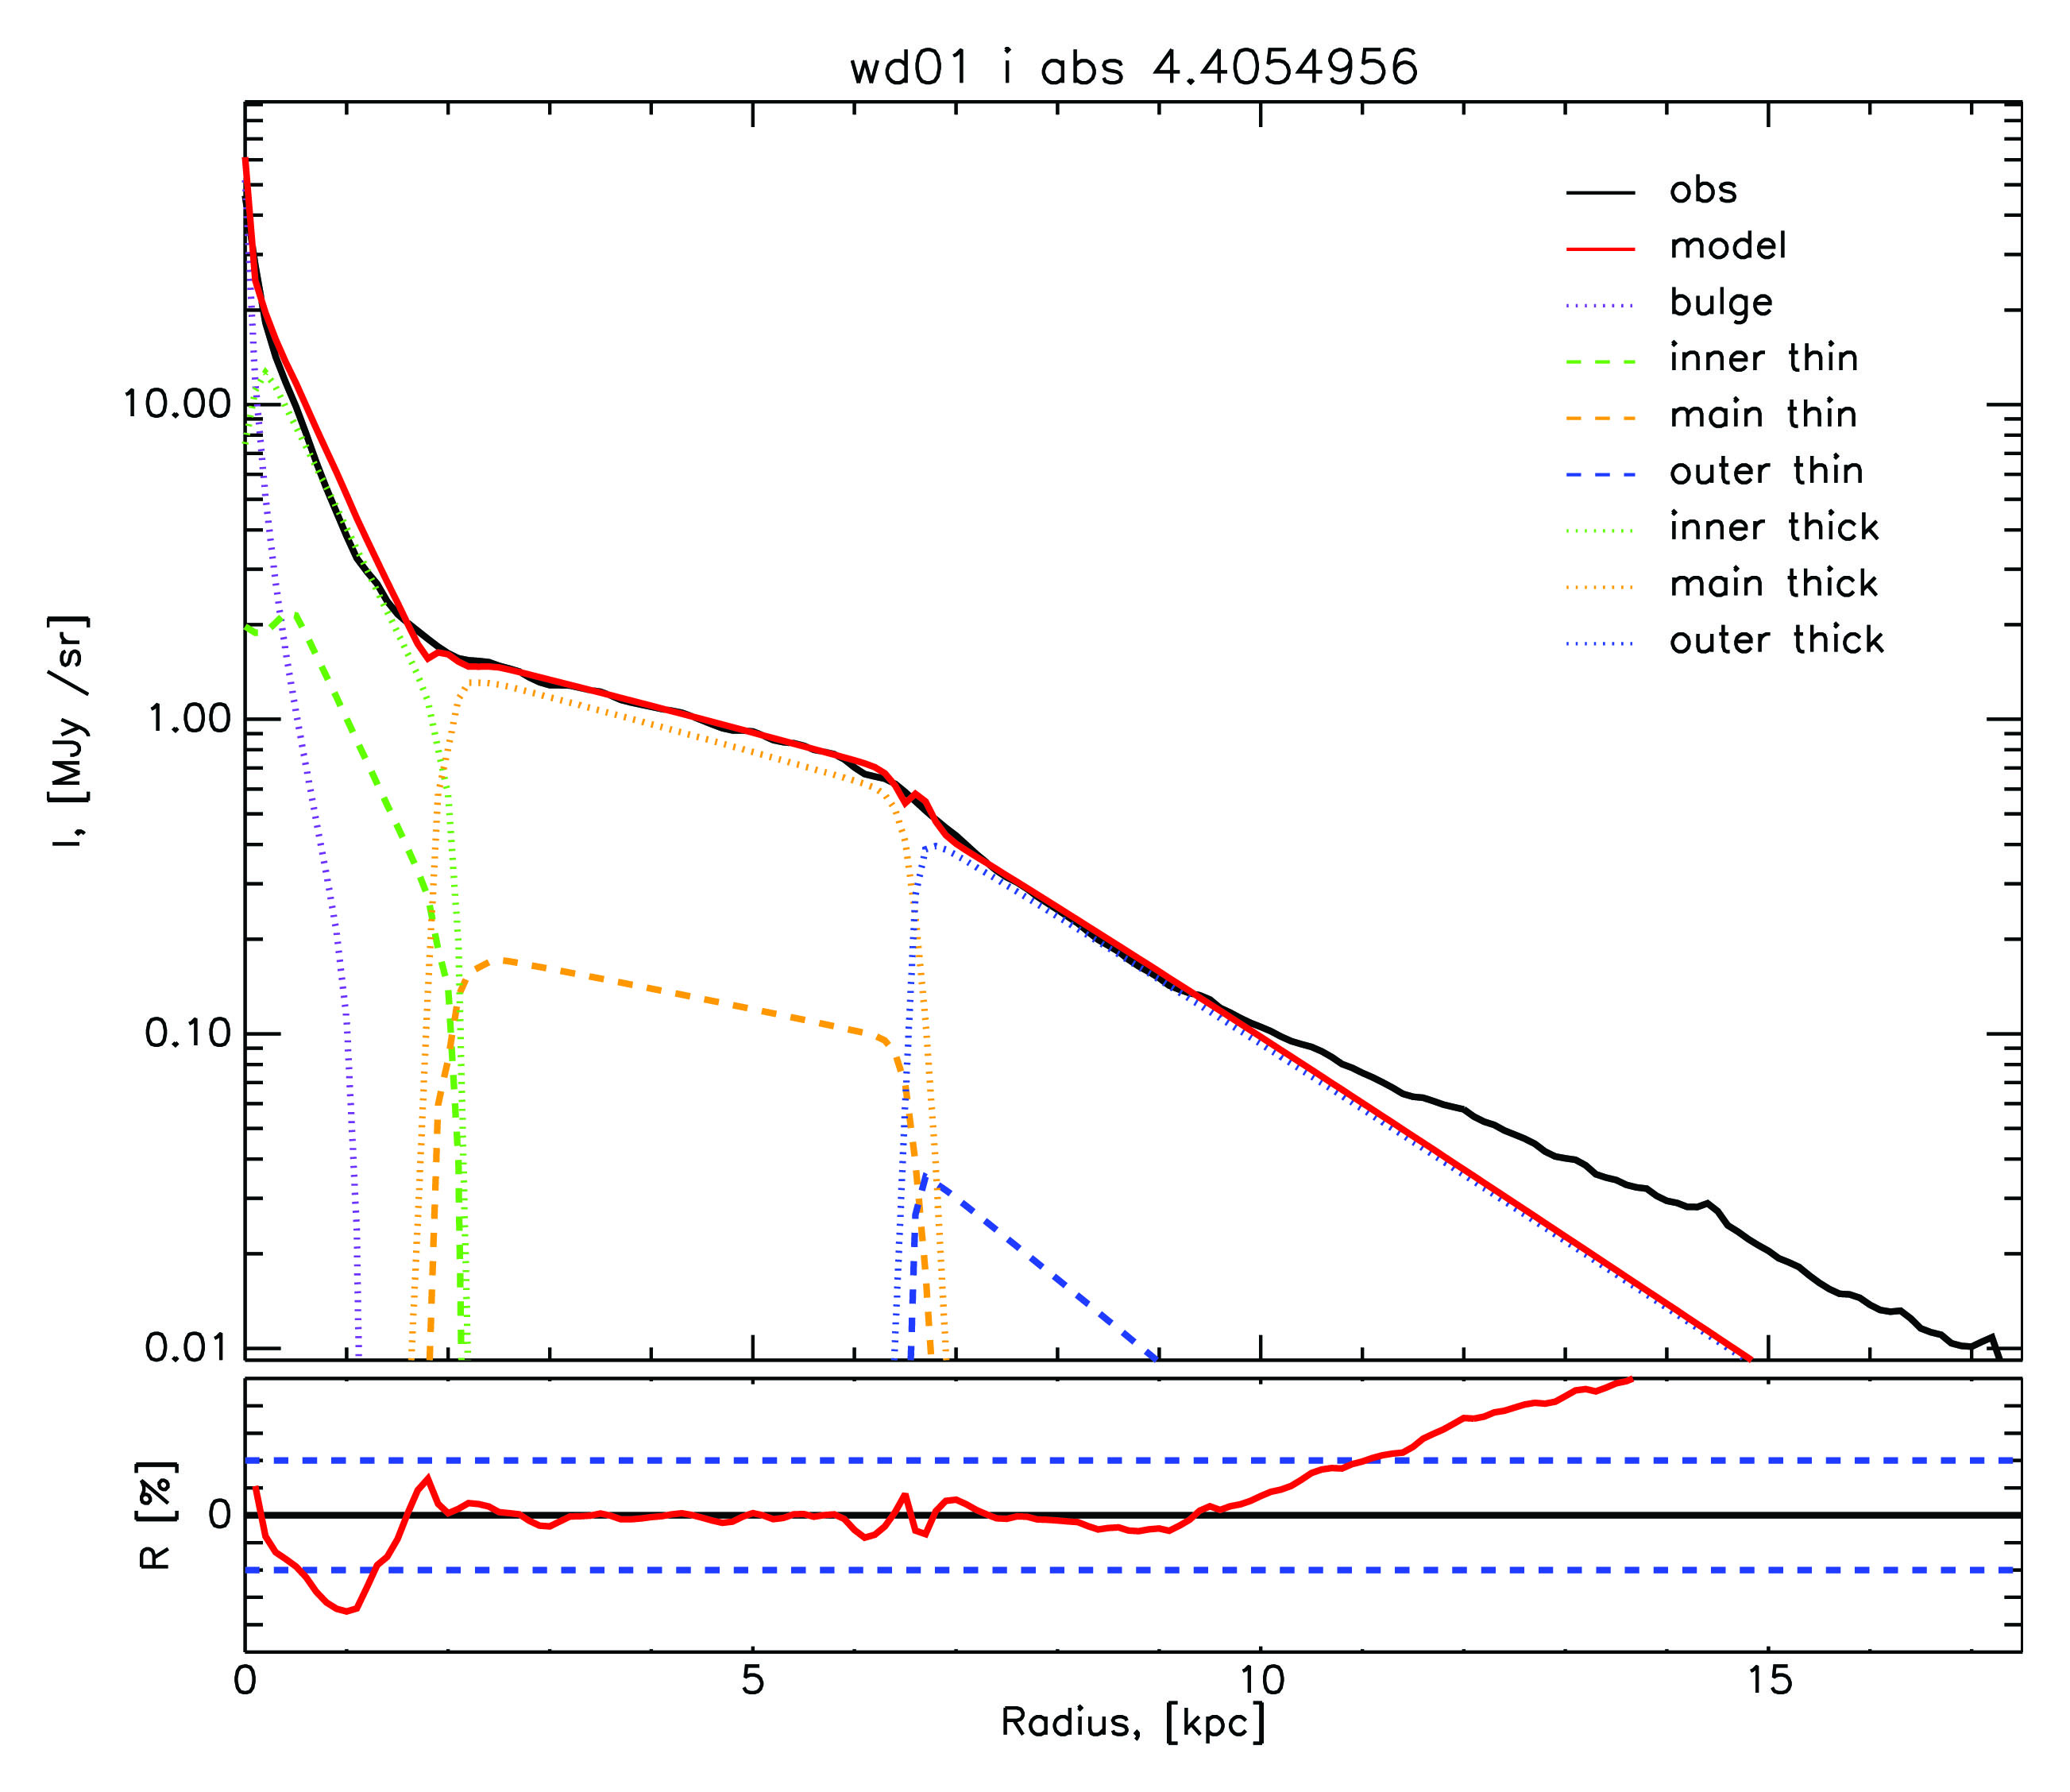 wd01 i abs 4.4054956
obs
model
bulge
inner thin
main thin
outer thin
inner thick
main thick
outer thick
10.00
1.00
0.10
0.01
I, [MJy /sr]
0
R [%]
0 5 10 15
Radius, [kpc]